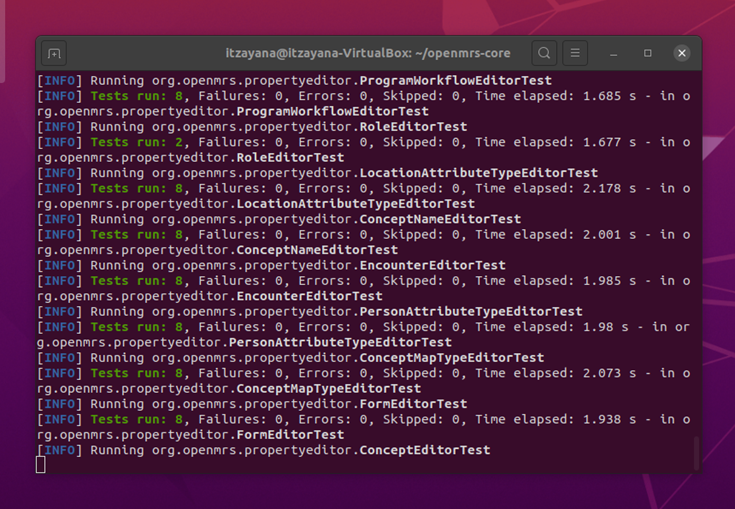 itzayana@itzayana-VirtualBox: ~/openmrs-core
[INFO] Running org.openmrs.propertyeditor.ProgramWorkflowEditorTest
[INFO] Tests run: 8, Failures: 0, Errors: 0, Skipped: 0, Time elapsed: 1.685 s - in o
rg.openmrs.propertyeditor.ProgramWorkflowEditorTest
[INFO] Running org.openmrs.propertyeditor.RoleEditorTest
[INFO] Tests run: 2, Failures: 0, Errors: 0, Skipped: 0, Time elapsed: 1.677 s - in o
rg.openmrs.propertyeditor.RoleEditorTest
[INFO] Running org.openmrs.propertyeditor.LocationAttributeTypeEditorTest
[INFO] Tests run: 8, Failures: 0, Errors: 0, Skipped: 0, Time elapsed: 2.178 s - in o
rg.openmrs.propertyeditor.LocationAttributeTypeEditorTest
[INFO] Running org.openmrs.propertyeditor.ConceptNameEditorTest
[INFO] Tests run: 8, Failures: 0, Errors: 0, Skipped: 0, Time elapsed: 2.001 s - in o
rg.openmrs.propertyeditor.ConceptNameEditorTest
[INFO] Running org.openmrs.propertyeditor.EncounterEditorTest
[INFO] Tests run: 8, Failures: 0, Errors: 0, Skipped: 0, Time elapsed: 1.985 s - in o
rg.openmrs.propertyeditor.EncounterEditorTest
[INFO] Running org.openmrs.propertyeditor.PersonAttributeTypeEditorTest
[INFO] Tests run: 8, Failures: 0, Errors: 0, Skipped: 0, Time elapsed: 1.98 s - in or
g.openmrs.propertyeditor.PersonAttributeTypeEditorTest
[INFO] Running org.openmrs.propertyeditor.ConceptMapTypeEditorTest
[INFO] Tests run: 8, Failures: 0, Errors: 0, Skipped: 0, Time elapsed: 2.073 s - in o
rg.openmrs.propertyeditor.ConceptMapTypeEditorTest
[INFO] Running org.openmrs.propertyeditor.FormEditorTest
[INFO] Tests run: 8, Failures: 0, Errors: 0, Skipped: 0, Time elapsed: 1.938 s - in o
rg.openmrs.propertyeditor.FormEditorTest
[INFO] Running org.openmrs.propertyeditor.ConceptEditorTest